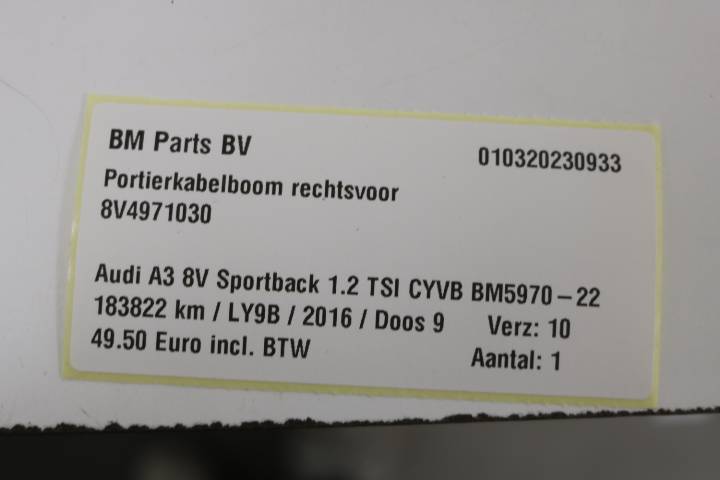 BM Parts BV 010320230933
Portierkabelboom rechtsvoor
8V4971030
Audi A3 8V Sportback 1.2 TSI CYVB BM5970-22
183822 km / LY9B / 2016 / Doos 9 Verz: 10
49.50 Euro incl. BTW Aantal: 1